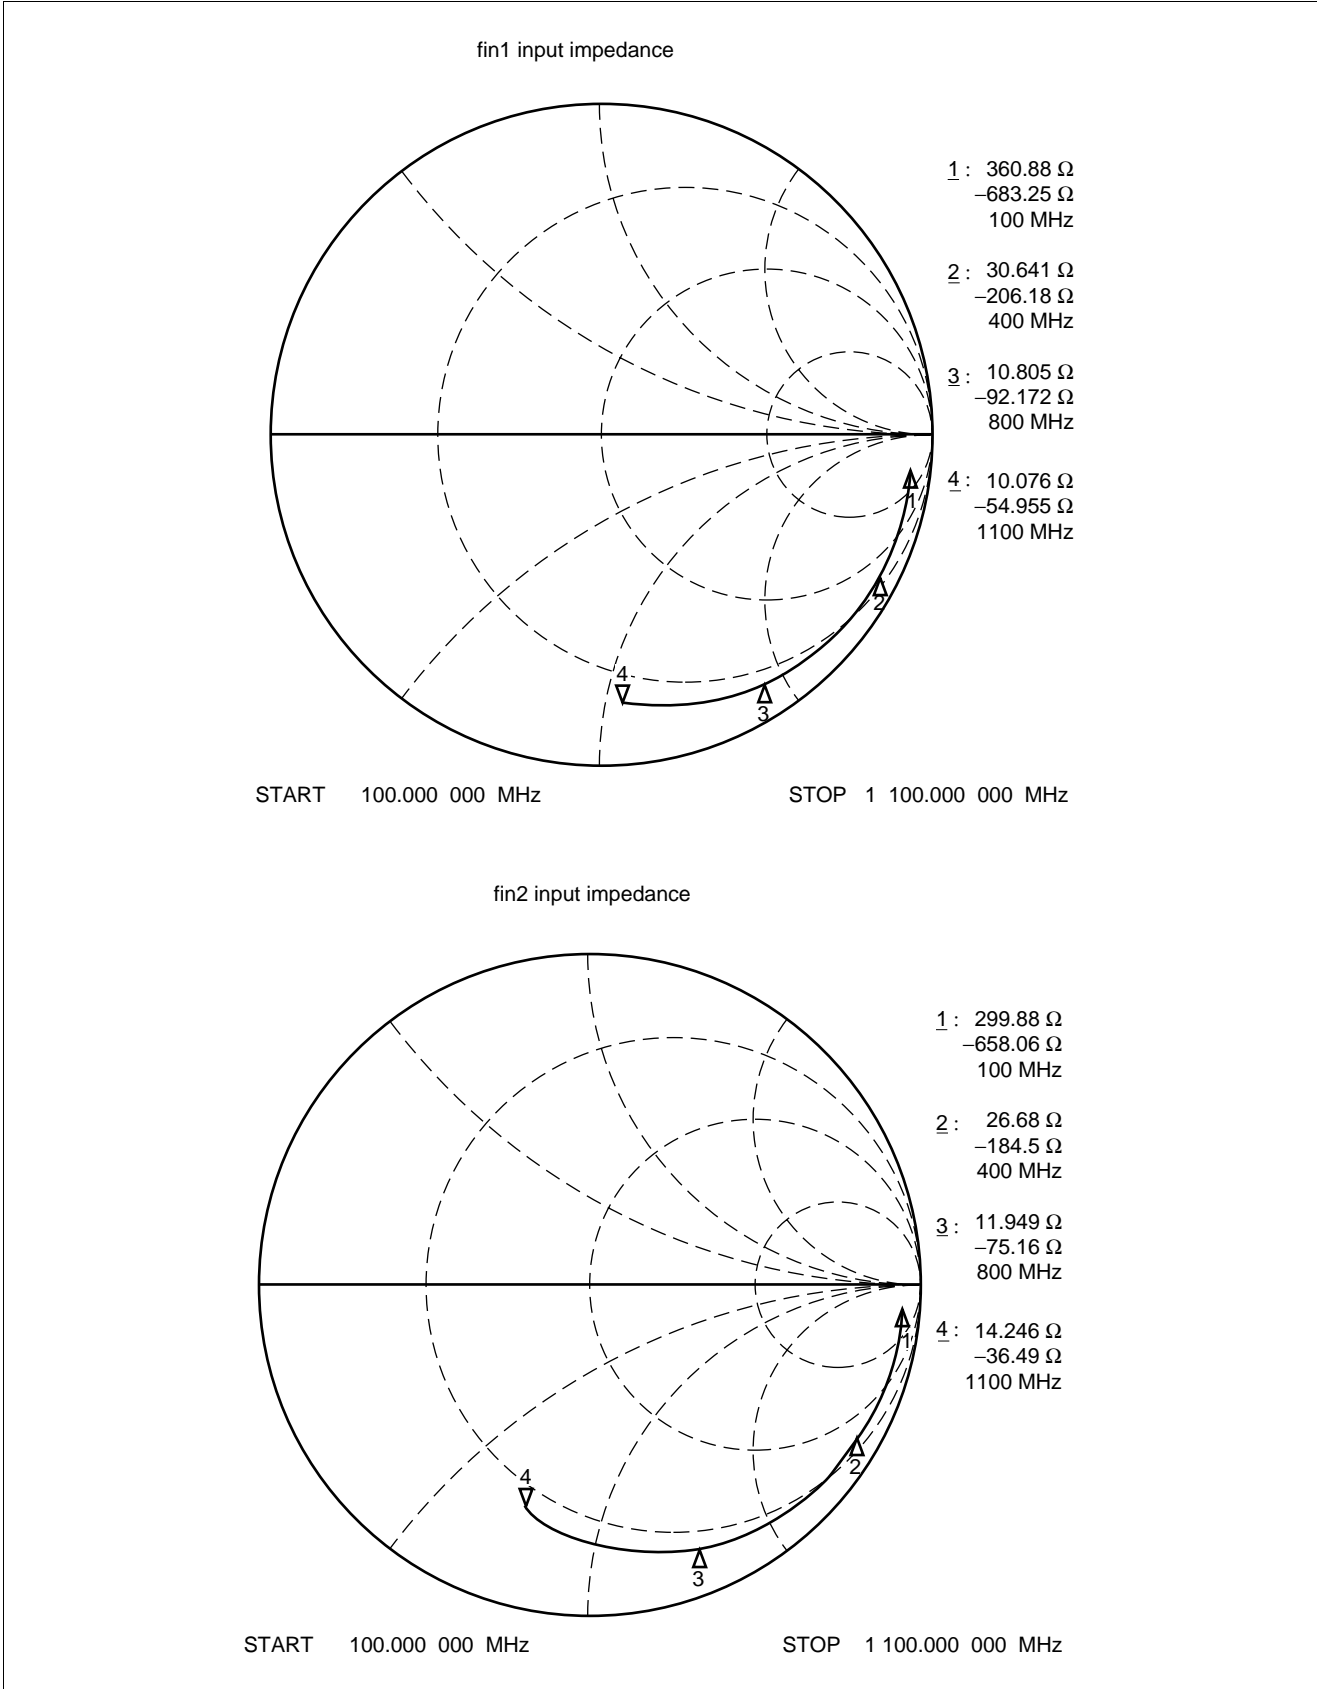 fin1 input impedance
1 : 360.88 Ω
−683.25 Ω
100 MHz
2 : 30.641 Ω
−206.18 Ω
400 MHz
3 : 10.805 Ω
−92.172 Ω
800 MHz
4 : 10.076 Ω
−54.955 Ω
1100 MHz
1
2
4
3
START 100.000 000 MHz STOP 1 100.000 000 MHz
fin2 input impedance
1 : 299.88 Ω
−658.06 Ω
100 MHz
2 : 26.68 Ω
−184.5 Ω
400 MHz
3 : 11.949 Ω
−75.16 Ω
800 MHz
4 : 14.246 Ω
−36.49 Ω
1100 MHz
1
2
4
3
START 100.000 000 MHz STOP 1 100.000 000 MHz